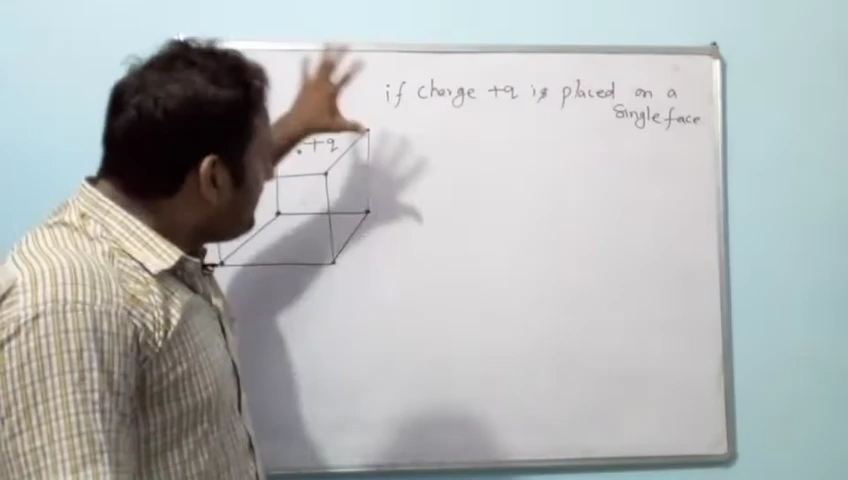 if charge +q is placed on a
Single face
. +q